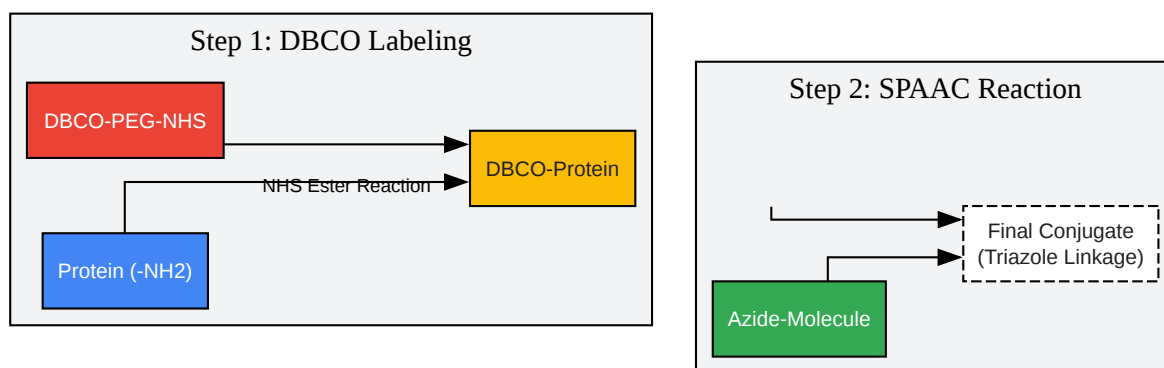 Step 1: DBCO Labeling
DBCO-PEG-NHS
DBCO-Protein
NHS Ester Reaction
Protein (-NH2)
Step 2: SPAAC Reaction
Final Conjugate
(Triazole Linkage)
Azide-Molecule